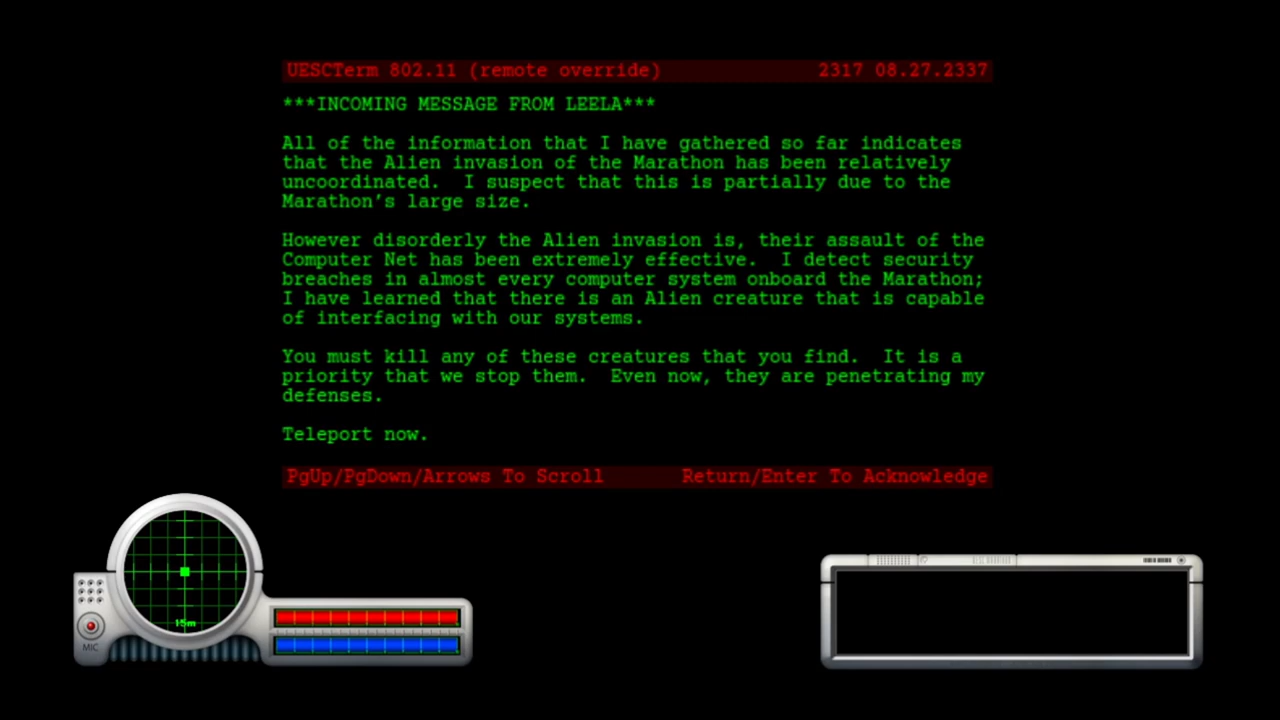 UESCTerm 802.11 (remote override) 2317 08.27.2337
***INCOMING MESSAGE FROM LEELA***
All of the information that I have gathered so far indicates
that the Alien invasion of the Marathon has been relatively
uncoordinated.  I suspect that this is partially due to the
Marathon's large size.
However disorderly the Alien invasion is, their assault of the
Computer Net has been extremely effective.  I detect security
breaches in almost every computer system onboard the Marathon;
I have learned that there is an Alien creature that is capable
of interfacing with our systems.
You must kill any of these creatures that you find.  It is a
priority that we stop them.  Even now, they are penetrating my
defenses.
Teleport now.
PgUp/PgDown/Arrows To Scroll Return/Enter To Acknowledge
15m
MIC